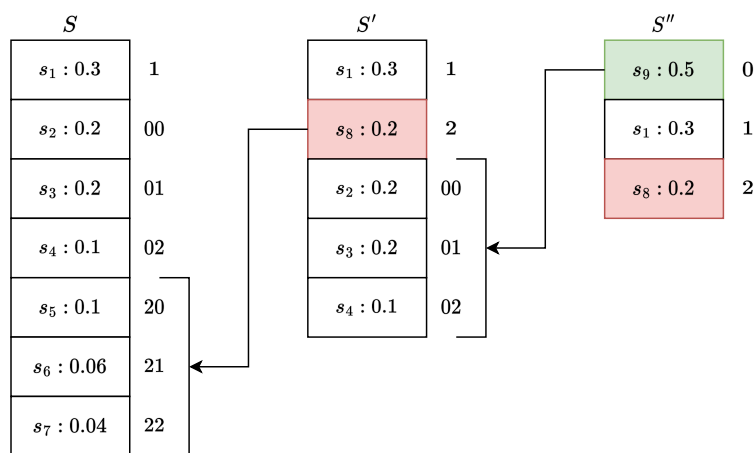 S S′ S″
s₁ : 0.3 1 s₁ : 0.3 1 s₉ : 0.5 0
s₂ : 0.2 00 s₈ : 0.2 2 s₁ : 0.3 1
s₃ : 0.2 01 s₂ : 0.2 00 s₈ : 0.2 2
s₄ : 0.1 02 s₃ : 0.2 01
s₅ : 0.1 20 s₄ : 0.1 02
s₆ : 0.06 21
s₇ : 0.04 22